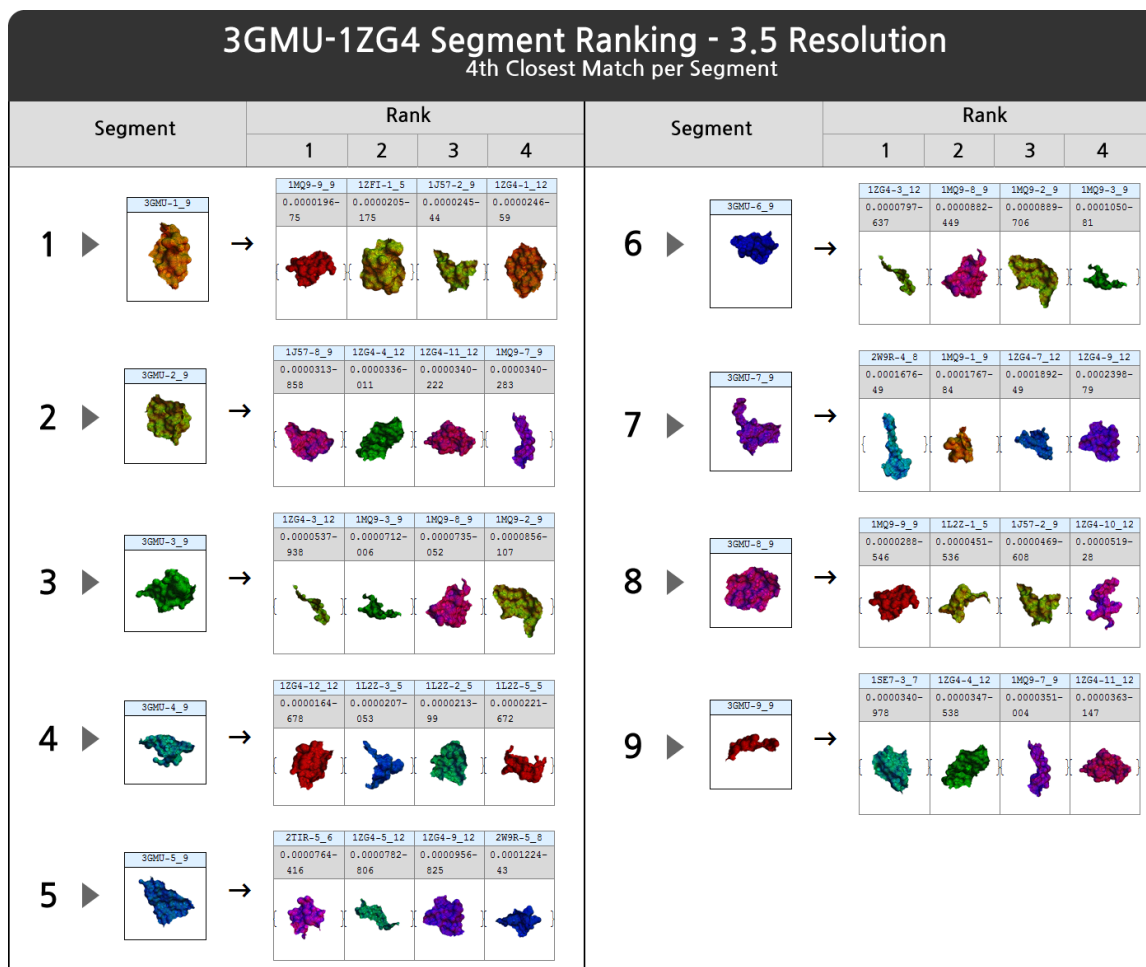 3GMU-1ZG4 Segment Ranking - 3.5 Resolution
4th Closest Match per Segment
Segment
Rank
1 2 3 4
1
3GMU-1_9
1MQ9-9_9 1ZFI-1_5 1J57-2_9 1ZG4-1_12
0.0000196- 0.0000205- 0.0000245- 0.0000246-
75 175 44 59
2
3GMU-2_9
1J57-8_9 1ZG4-4_12 1ZG4-11_12 1MQ9-7_9
0.0000313- 0.0000336- 0.0000340- 0.0000340-
858 011 222 283
3
3GMU-3_9
1ZG4-3_12 1MQ9-3_9 1MQ9-8_9 1MQ9-2_9
0.0000537- 0.0000712- 0.0000735- 0.0000856-
938 006 052 107
4
3GMU-4_9
1ZG4-12_12 1L2Z-3_5 1L2Z-2_5 1L2Z-5_5
0.0000164- 0.0000207- 0.0000213- 0.0000221-
678 053 99 672
5
3GMU-5_9
2TIR-5_6 1ZG4-5_12 1ZG4-9_12 2W9R-5_8
0.0000764- 0.0000782- 0.0000956- 0.0001224-
416 806 825 43
Segment
Rank
1 2 3 4
6
3GMU-6_9
1ZG4-3_12 1MQ9-8_9 1MQ9-2_9 1MQ9-3_9
0.0000797- 0.0000882- 0.0000889- 0.0001050-
637 449 706 81
7
3GMU-7_9
2W9R-4_8 1MQ9-1_9 1ZG4-7_12 1ZG4-9_12
0.0001676- 0.0001767- 0.0001892- 0.0002398-
49 84 49 79
8
3GMU-8_9
1MQ9-9_9 1L2Z-1_5 1J57-2_9 1ZG4-10_12
0.0000288- 0.0000451- 0.0000469- 0.0000519-
546 536 608 28
9
3GMU-9_9
1SE7-3_7 1ZG4-4_12 1MQ9-7_9 1ZG4-11_12
0.0000340- 0.0000347- 0.0000351- 0.0000363-
978 538 004 147